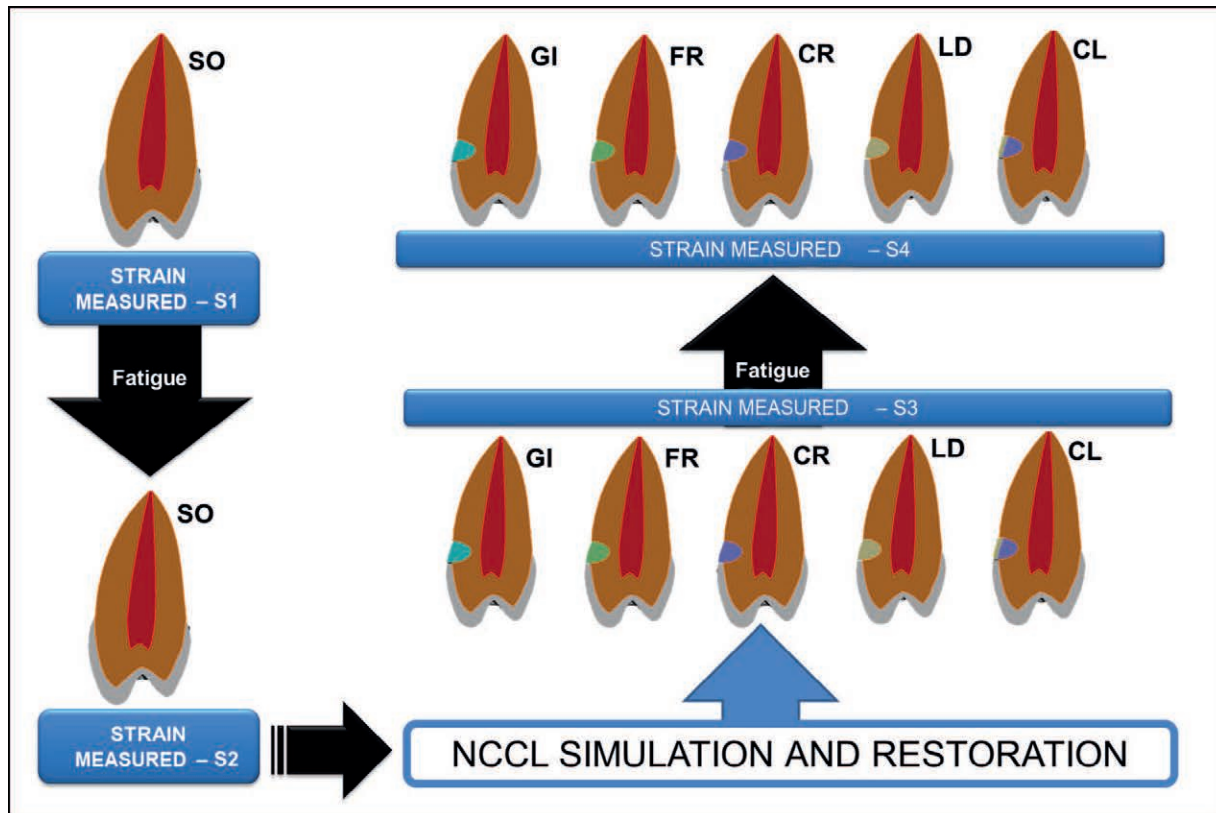 SO
STRAIN
MEASURED – S1
Fatigue
SO
STRAIN
MEASURED – S2
NCCL SIMULATION AND RESTORATION
GI FR CR LD CL
STRAIN MEASURED – S3
Fatigue
STRAIN MEASURED – S4
GI FR CR LD CL